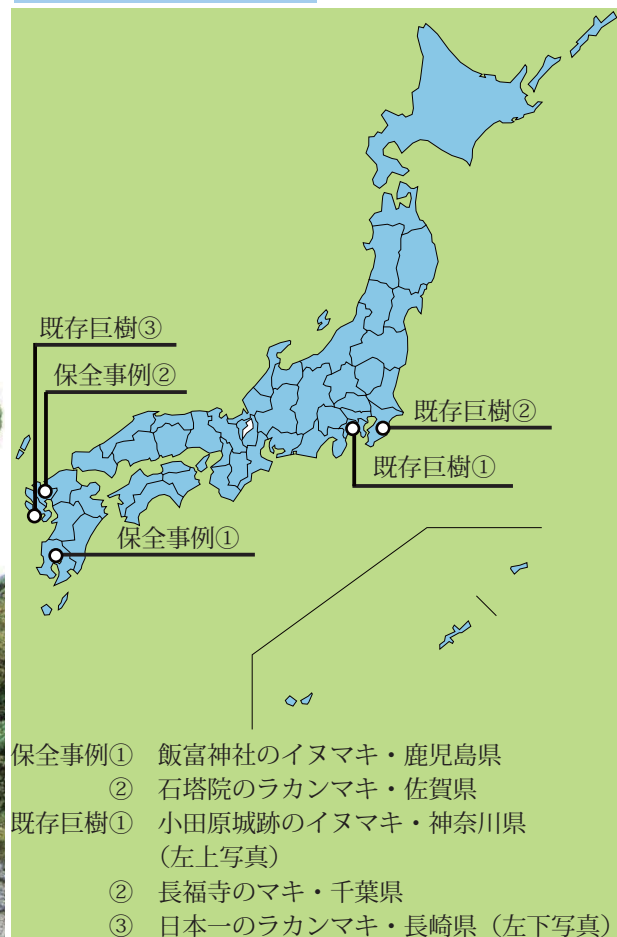 既存巨樹③
保全事例②
既存巨樹②
既存巨樹①
保全事例①
保全事例① 飯富神社のイヌマキ・鹿児島県
② 石塔院のラカンマキ・佐賀県
既存巨樹① 小田原城跡のイヌマキ・神奈川県
(左上写真)
② 長福寺のマキ・千葉県
③ 日本一のラカンマキ・長崎県(左下写真)